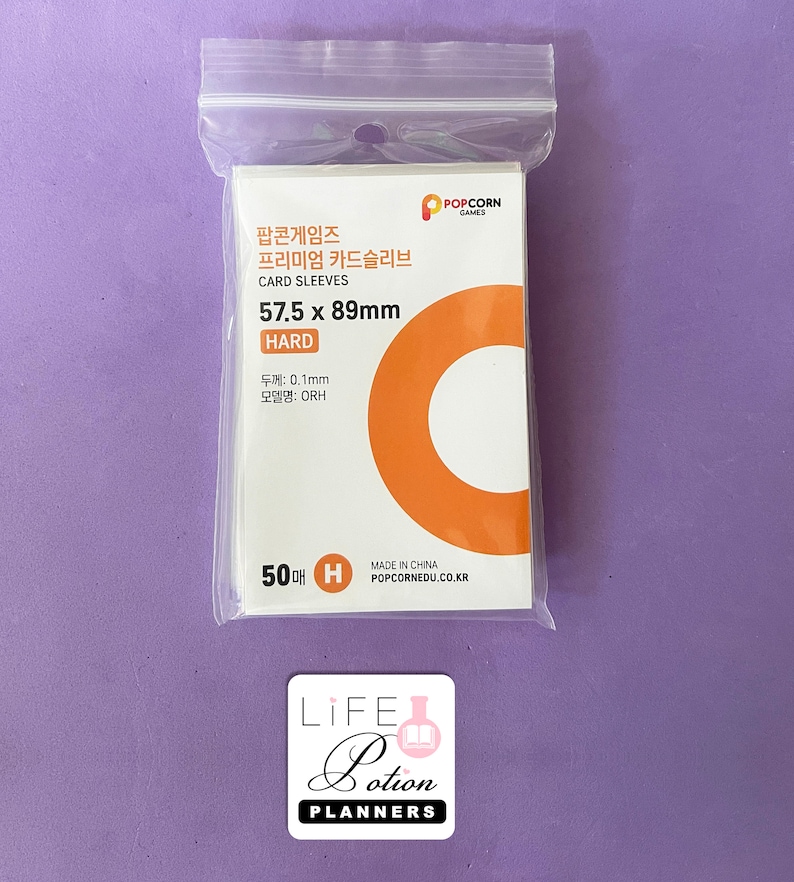 POPCORN
GAMES
팝콘게임즈
프리미엄 카드슬리브
CARD SLEEVES
57.5 x 89mm
HARD
두께: 0.1mm
모델명: ORH
50매 H
MADE IN CHINA
POPCORNEDU.CO.KR
LiFE
Potion
PLANNERS